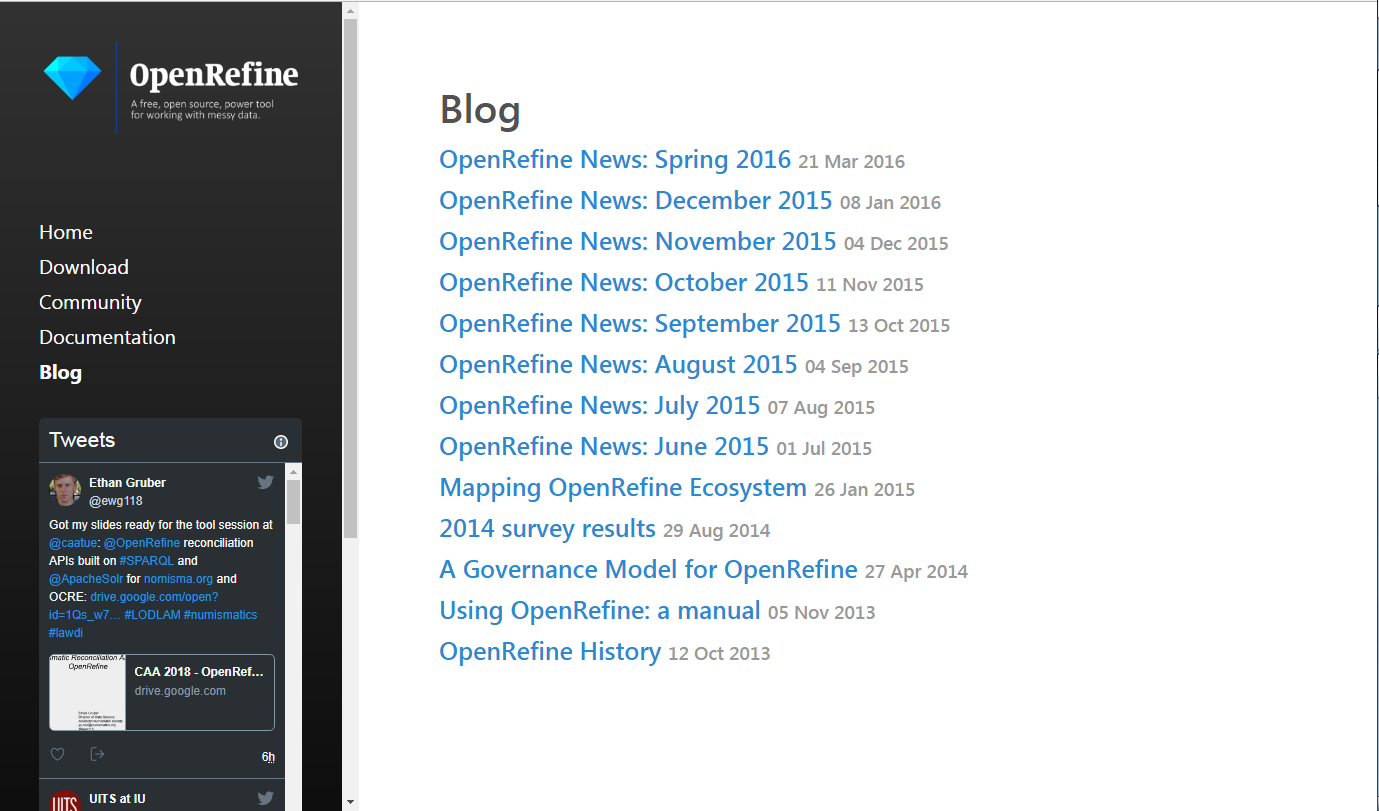 OpenRefine
A free, open source, power tool
for working with messy data.
Home
Download
Community
Documentation
Blog
Tweets
Ethan Gruber
@ewg118
Got my slides ready for the tool session at
@caatue: @OpenRefine reconciliation
APIs built on #SPARQL and
@ApacheSolr for nomisma.org and
OCRE: drive.google.com/open?
id=1Qs_w7… #LODLAM #numismatics
#lawdi
matic Reconciliation A
OpenRefine
Ethan Gruber
CAA 2018 - OpenRef…
drive.google.com
6h
UITS
UITS at IU
Blog
OpenRefine News: Spring 2016 21 Mar 2016
OpenRefine News: December 2015 08 Jan 2016
OpenRefine News: November 2015 04 Dec 2015
OpenRefine News: October 2015 11 Nov 2015
OpenRefine News: September 2015 13 Oct 2015
OpenRefine News: August 2015 04 Sep 2015
OpenRefine News: July 2015 07 Aug 2015
OpenRefine News: June 2015 01 Jul 2015
Mapping OpenRefine Ecosystem 26 Jan 2015
2014 survey results 29 Aug 2014
A Governance Model for OpenRefine 27 Apr 2014
Using OpenRefine: a manual 05 Nov 2013
OpenRefine History 12 Oct 2013